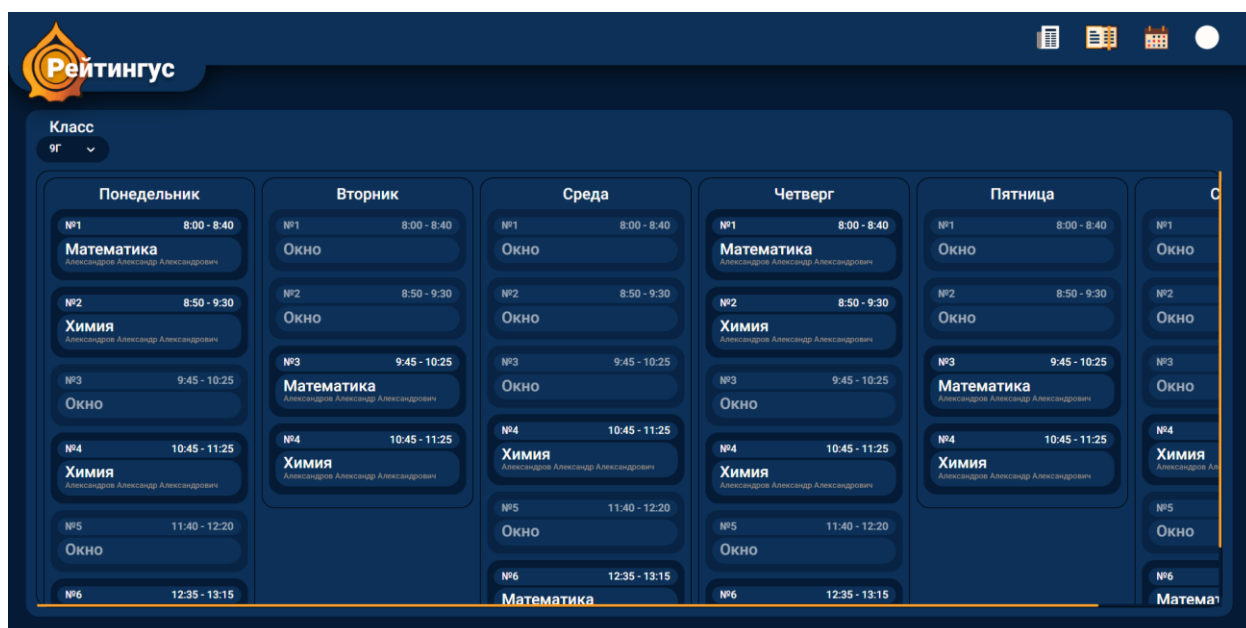 Рейтингус
Класс
9Г
Понедельник
№1 8:00 - 8:40
Математика
Александров Александр Александрович
№2 8:50 - 9:30
Химия
Александров Александр Александрович
№3 9:45 - 10:25
Окно
№4 10:45 - 11:25
Химия
Александров Александр Александрович
№5 11:40 - 12:20
Окно
№6 12:35 - 13:15
Вторник
№1 8:00 - 8:40
Окно
№2 8:50 - 9:30
Окно
№3 9:45 - 10:25
Математика
Александров Александр Александрович
№4 10:45 - 11:25
Химия
Александров Александр Александрович
Среда
№1 8:00 - 8:40
Окно
№2 8:50 - 9:30
Окно
№3 9:45 - 10:25
Окно
№4 10:45 - 11:25
Химия
Александров Александр Александрович
№5 11:40 - 12:20
Окно
№6 12:35 - 13:15
Математика
Четверг
№1 8:00 - 8:40
Математика
Александров Александр Александрович
№2 8:50 - 9:30
Химия
Александров Александр Александрович
№3 9:45 - 10:25
Окно
№4 10:45 - 11:25
Химия
Александров Александр Александрович
№5 11:40 - 12:20
Окно
№6 12:35 - 13:15
Пятница
№1 8:00 - 8:40
Окно
№2 8:50 - 9:30
Окно
№3 9:45 - 10:25
Математика
Александров Александр Александрович
№4 10:45 - 11:25
Химия
Александров Александр Александрович
С
№1
Окно
№2
Окно
№3
Окно
№4
Химия
Александров Ал
№5
Окно
№6
Матема